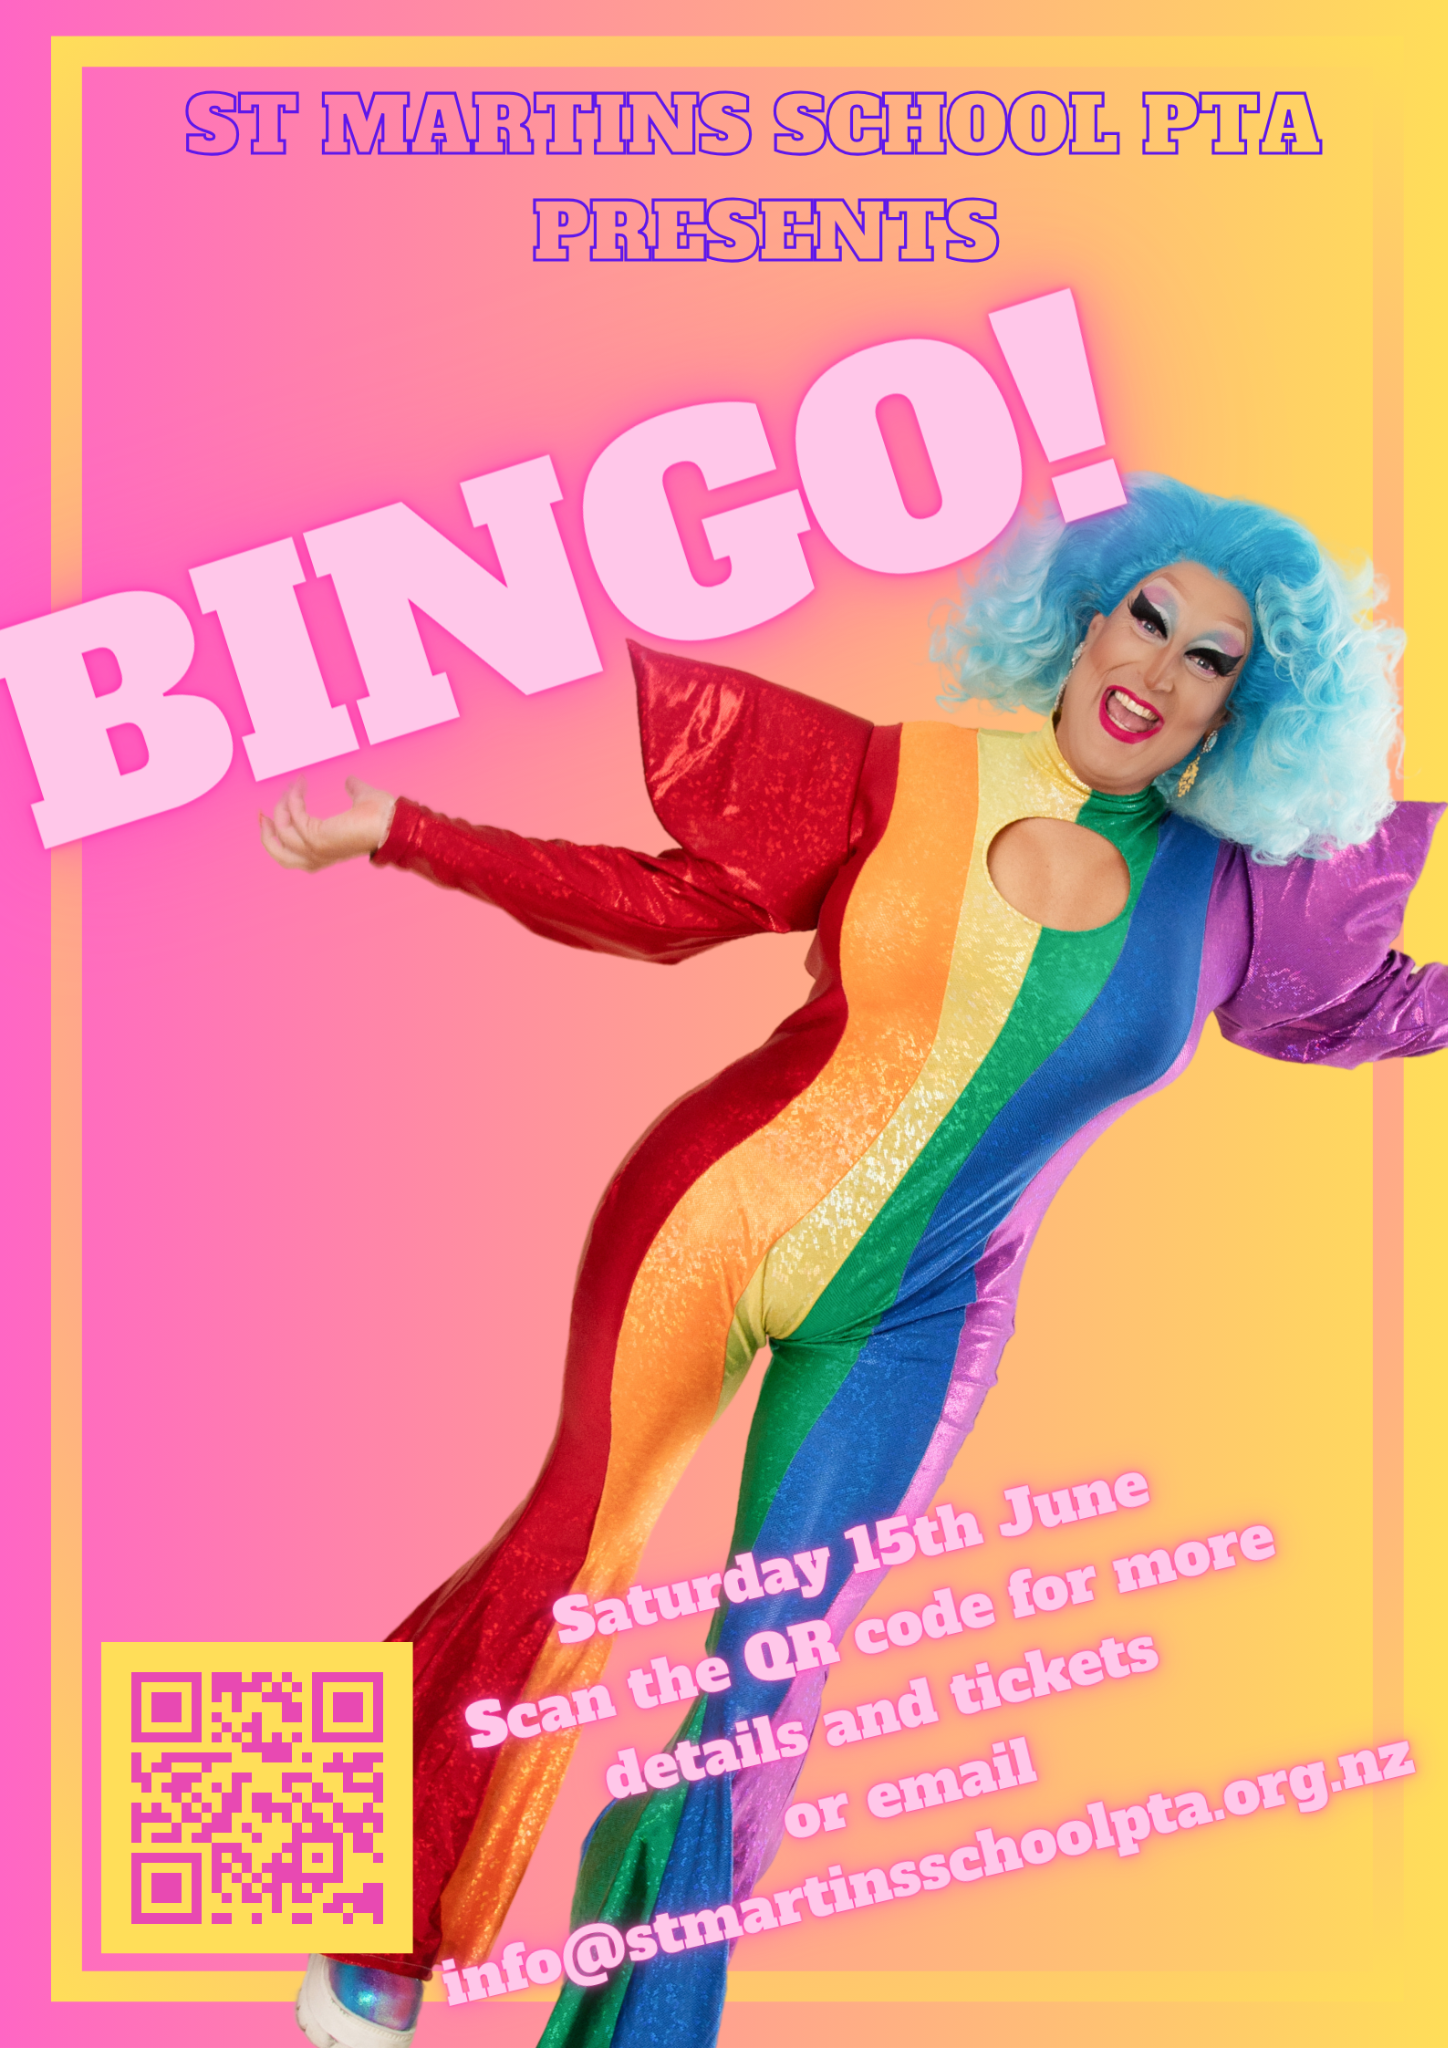 ST MARTINS SCHOOL PTA
PRESENTS
BINGO!
Saturday 15th June
Scan the QR code for more
details and tickets
or email
info@stmartinsschoolpta.org.nz